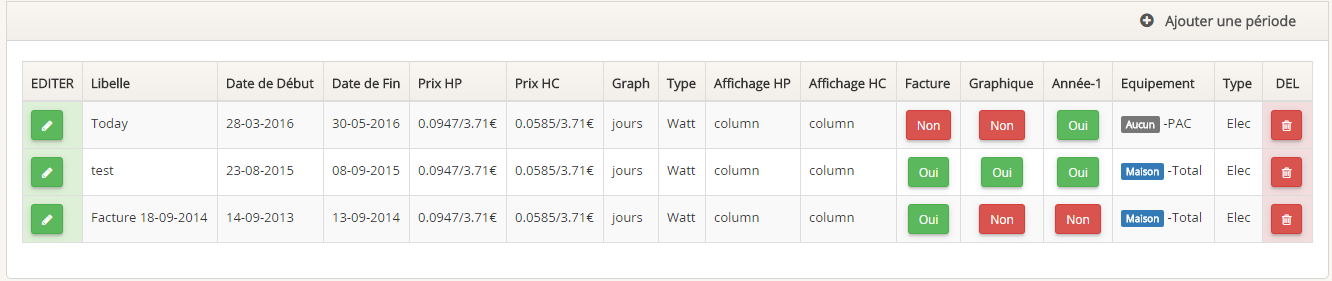 Ajouter une période
EDITER Libelle Date de Début Date de Fin Prix HP Prix HC Graph Type Affichage HP Affichage HC Facture Graphique Année-1 Equipement Type DEL
Today 28-03-2016 30-05-2016 0.0947/3.71€ 0.0585/3.71€ jours Watt column column Non Non Oui Aucun -PAC Elec
test 23-08-2015 08-09-2015 0.0947/3.71€ 0.0585/3.71€ jours Watt column column Oui Oui Oui Maison -Total Elec
Facture 18-09-2014 14-09-2013 13-09-2014 0.0947/3.71€ 0.0585/3.71€ jours Watt column column Oui Non Non Maison -Total Elec